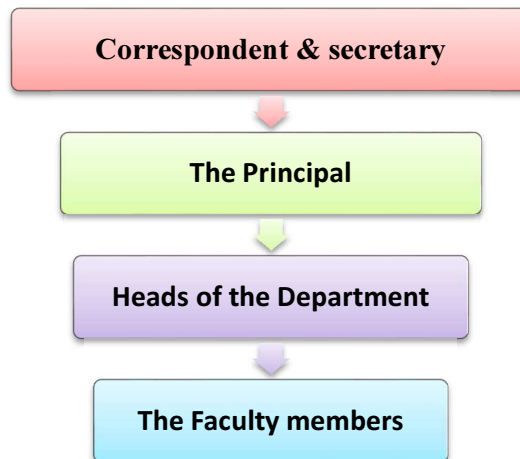 Correspondent & secretary
The Principal
Heads of the Department
The Faculty members